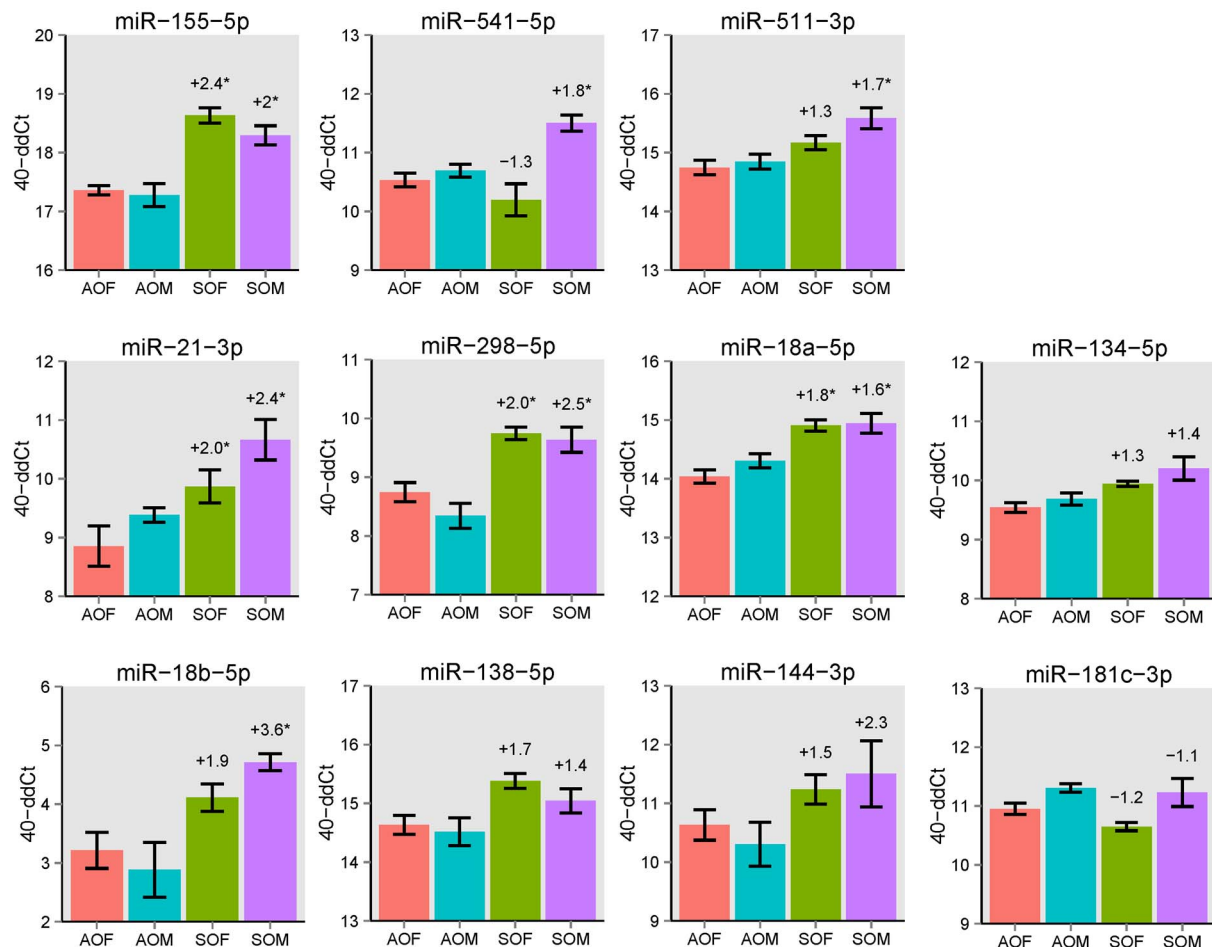 miR−155−5p
20
19
18
17
16
40−ddCt
+2.4*
+2*
AOF AOM SOF SOM
miR−541−5p
13
12
11
10
9
40−ddCt
−1.3
+1.8*
AOF AOM SOF SOM
miR−511−3p
17
16
15
14
13
40−ddCt
+1.3
+1.7*
AOF AOM SOF SOM
miR−21−3p
12
11
10
9
8
40−ddCt
+2.0*
+2.4*
AOF AOM SOF SOM
miR−298−5p
11
10
9
8
7
40−ddCt
+2.0*
+2.5*
AOF AOM SOF SOM
miR−18a−5p
16
15
14
13
12
40−ddCt
+1.8*
+1.6*
AOF AOM SOF SOM
miR−134−5p
12
11
10
9
8
40−ddCt
+1.3
+1.4
AOF AOM SOF SOM
miR−18b−5p
6
5
4
3
2
40−ddCt
+1.9
+3.6*
AOF AOM SOF SOM
miR−138−5p
17
16
15
14
13
40−ddCt
+1.7
+1.4
AOF AOM SOF SOM
miR−144−3p
13
12
11
10
9
40−ddCt
+1.5
+2.3
AOF AOM SOF SOM
miR−181c−3p
13
12
11
10
9
40−ddCt
−1.2
−1.1
AOF AOM SOF SOM